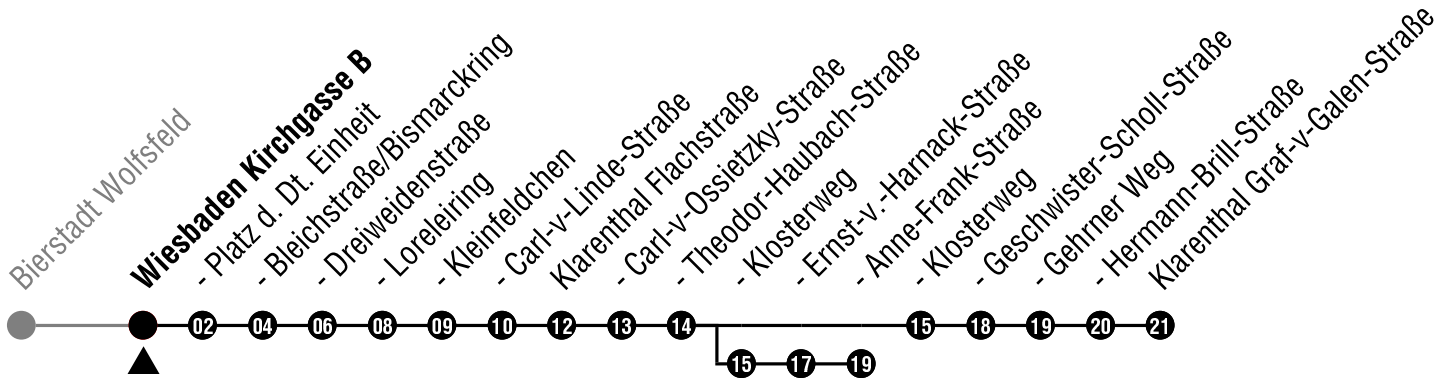 Bierstadt Wolfsfeld
Wiesbaden Kirchgasse B
- Platz d. Dt. Einheit
- Bleichstraße/Bismarckring
- Dreiweidenstraße
- Loreleiring
- Kleinfeldchen
- Carl-v-Linde-Straße
Klarenthal Flachstraße
- Carl-v-Ossietzky-Straße
- Theodor-Haubach-Straße
- Klosterweg
- Ernst-v.-Harnack-Straße
- Anne-Frank-Straße
- Klosterweg
- Geschwister-Scholl-Straße
- Gehrner Weg
- Hermann-Brill-Straße
Klarenthal Graf-v-Galen-Straße
02 04 06 08 09 10 12 13 14 15 18 19 20 21
15 17 19